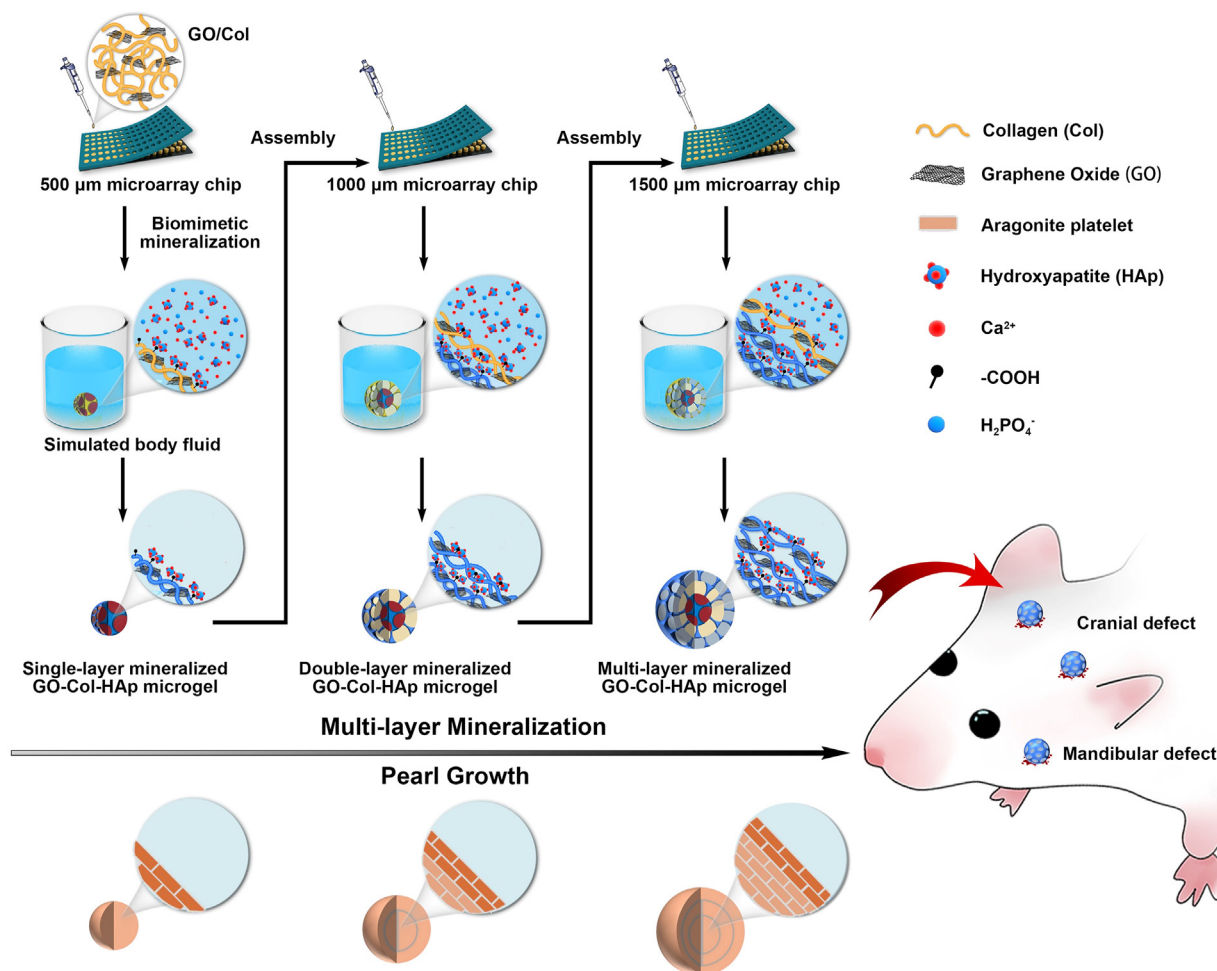 GO/Col
Assembly
Assembly
500 μm microarray chip
1000 μm microarray chip
1500 μm microarray chip
Biomimetic
mineralization
Simulated body fluid
Single-layer mineralized
GO-Col-HAp microgel
Double-layer mineralized
GO-Col-HAp microgel
Multi-layer mineralized
GO-Col-HAp microgel
Collagen (Col)
Graphene Oxide (GO)
Aragonite platelet
Hydroxyapatite (HAp)
Ca²⁺
-COOH
H₂PO₄⁻
Cranial defect
Mandibular defect
Multi-layer Mineralization
Pearl Growth